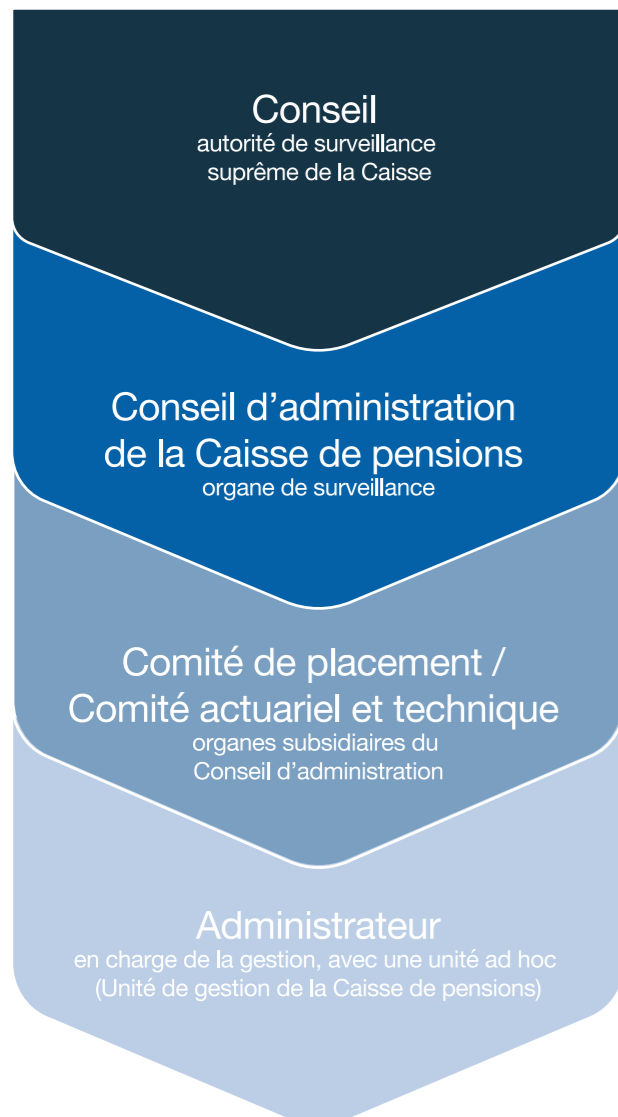 Conseil
autorité de surveillance
suprême de la Caisse
Conseil d’administration
de la Caisse de pensions
organe de surveillance
Comité de placement /
Comité actuariel et technique
organes subsidiaires du
Conseil d’administration
Administrateur
en charge de la gestion, avec une unité ad hoc
(Unité de gestion de la Caisse de pensions)